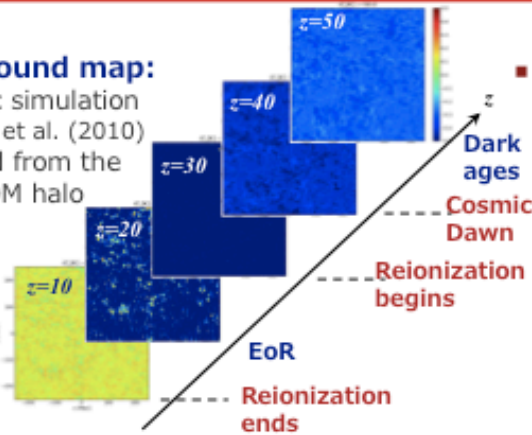 ound map:
simulation
et al. (2010)
from the
M halo
z=50
z=40
z=30
z=20
z=10
z
Dark
ages
Cosmic
Dawn
Reionization
begins
EoR
Reionization
ends